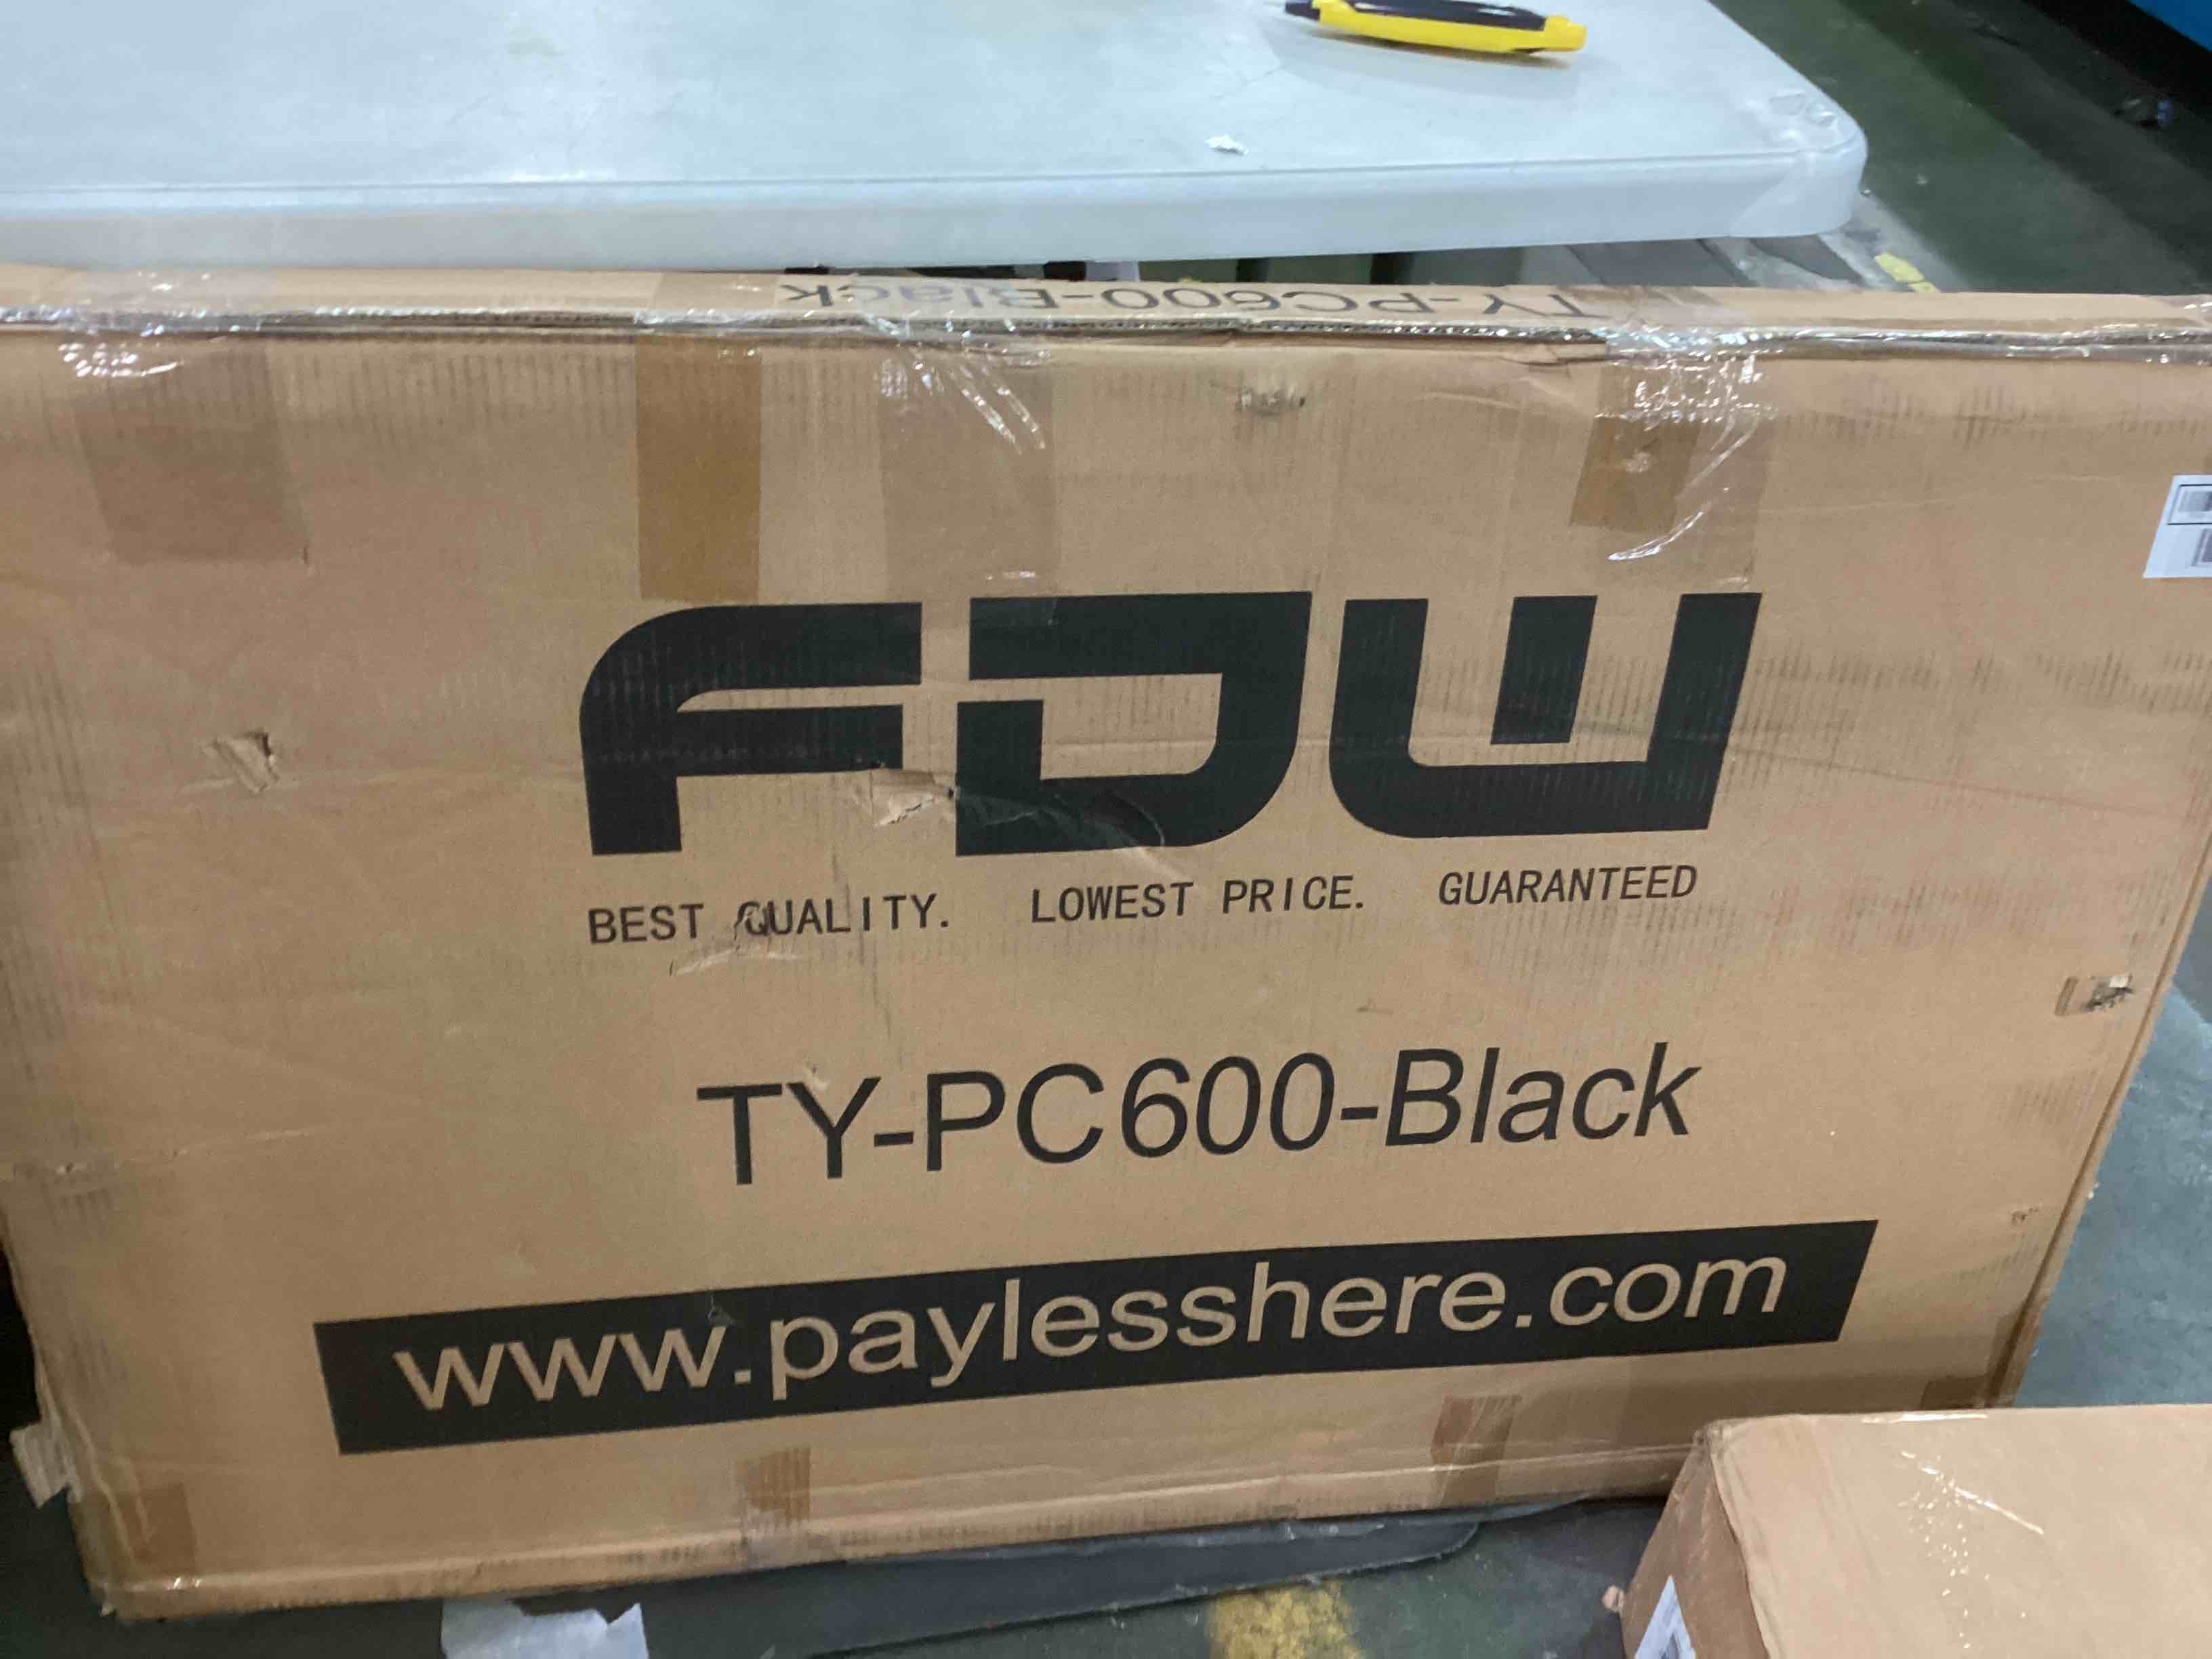 TY-PC600-Black
FDW
BEST QUALITY. LOWEST PRICE. GUARANTEED
TY-PC600-Black
www.paylesshere.com